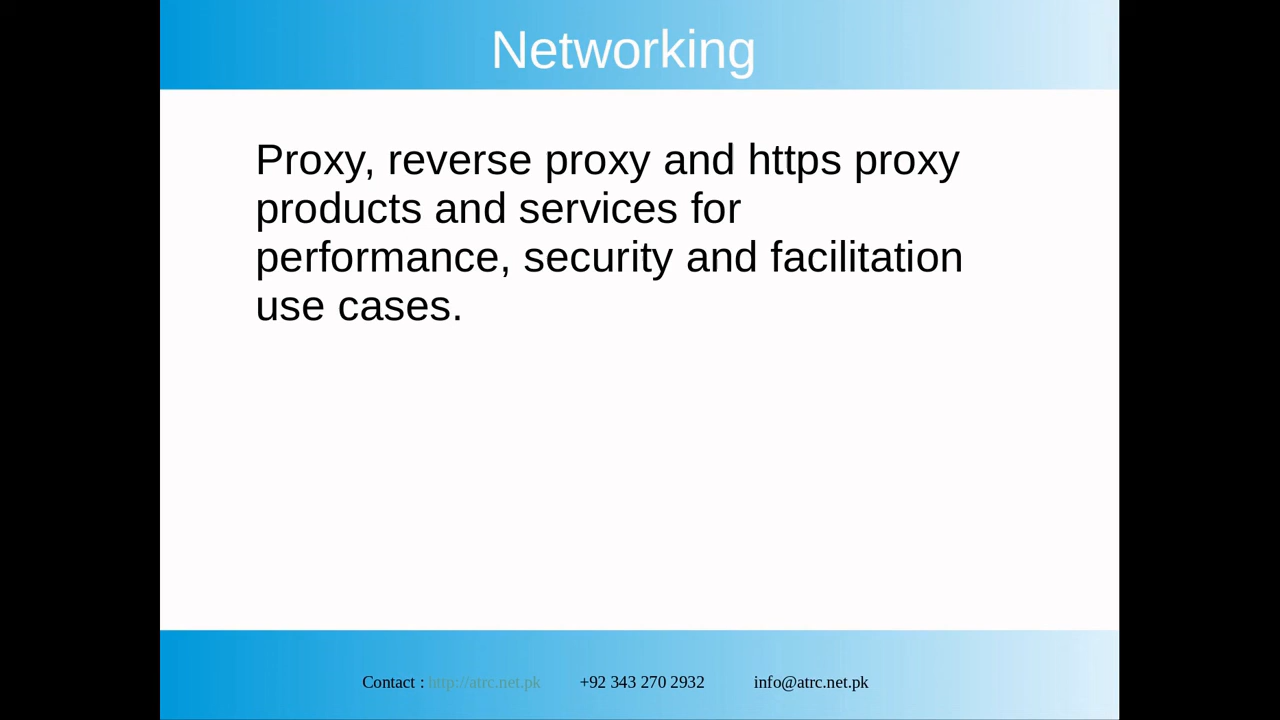 Networking
Proxy, reverse proxy and https proxy
products and services for
performance, security and facilitation
use cases.
Contact : http://atrc.net.pk +92 343 270 2932 info@atrc.net.pk